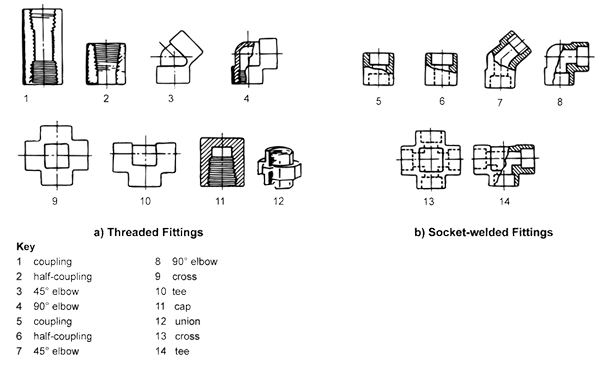 1 2 3 4 5 6 7 8
9 10 11 12 13 14
a) Threaded Fittings b) Socket-welded Fittings
Key
1 coupling 8 90° elbow
2 half-coupling 9 cross
3 45° elbow 10 tee
4 90° elbow 11 cap
5 coupling 12 union
6 half-coupling 13 cross
7 45° elbow 14 tee